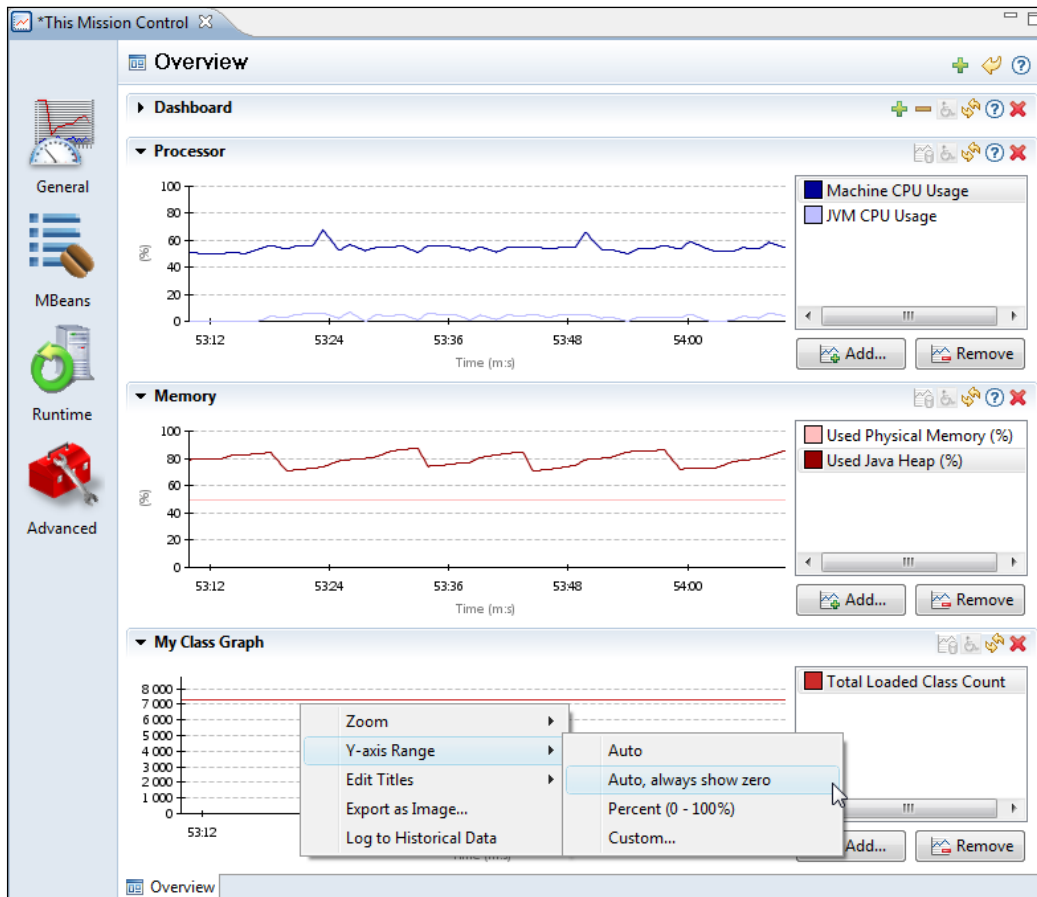 *This Mission Control
Overview
Dashboard
General
MBeans
Runtime
Advanced
Processor
100
80
60
40
20
0
(%)
53:12 53:24 53:36 53:48 54:00
Time (m:s)
Machine CPU Usage
JVM CPU Usage
Add... Remove
Memory
100
80
60
40
20
0
(%)
53:12 53:24 53:36 53:48 54:00
Time (m:s)
Used Physical Memory (%)
Used Java Heap (%)
Add... Remove
My Class Graph
8 000
7 000
6 000
5 000
4 000
3 000
2 000
1 000
0
53:12
Total Loaded Class Count
Zoom
Y-axis Range
Edit Titles
Export as Image...
Log to Historical Data
Auto
Auto, always show zero
Percent (0 - 100%)
Custom...
Time (m:s)
Add... Remove
Overview